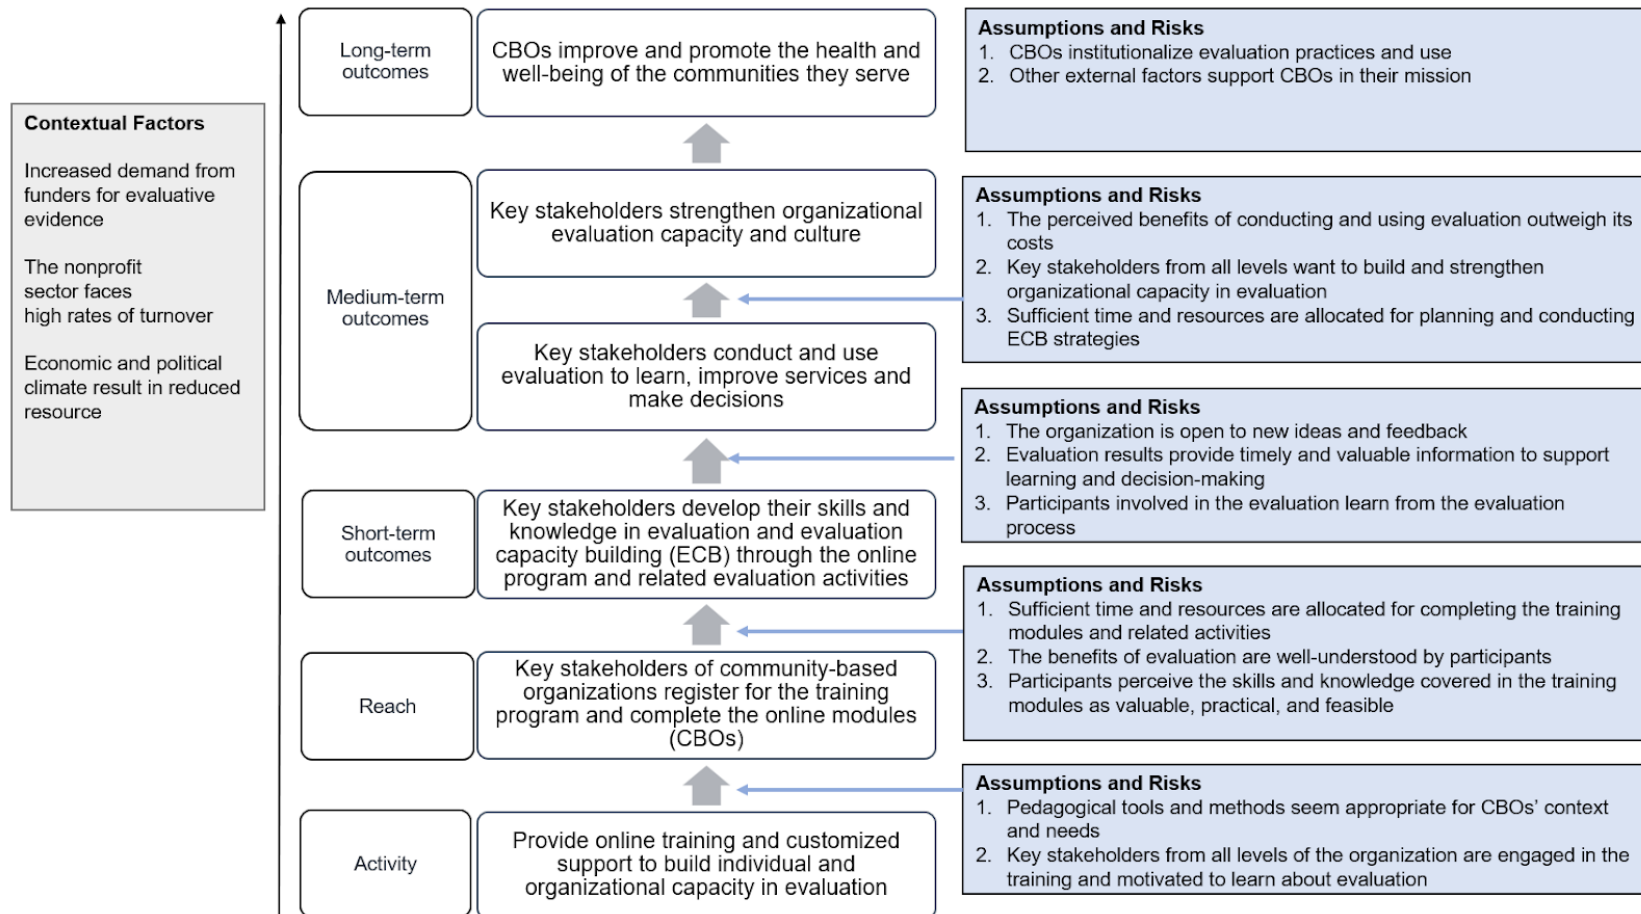 Contextual Factors
Increased demand from
funders for evaluative
evidence
The nonprofit
sector faces
high rates of turnover
Economic and political
climate result in reduced
resource
Long-term
outcomes
CBOs improve and promote the health and
well-being of the communities they serve
Assumptions and Risks
1. CBOs institutionalize evaluation practices and use
2. Other external factors support CBOs in their mission
Medium-term
outcomes
Key stakeholders strengthen organizational
evaluation capacity and culture
Assumptions and Risks
1. The perceived benefits of conducting and using evaluation outweigh its
costs
2. Key stakeholders from all levels want to build and strengthen
organizational capacity in evaluation
3. Sufficient time and resources are allocated for planning and conducting
ECB strategies
Key stakeholders conduct and use
evaluation to learn, improve services and
make decisions
Assumptions and Risks
1. The organization is open to new ideas and feedback
2. Evaluation results provide timely and valuable information to support
learning and decision-making
3. Participants involved in the evaluation learn from the evaluation
process
Short-term
outcomes
Key stakeholders develop their skills and
knowledge in evaluation and evaluation
capacity building (ECB) through the online
program and related evaluation activities
Assumptions and Risks
1. Sufficient time and resources are allocated for completing the training
modules and related activities
2. The benefits of evaluation are well-understood by participants
3. Participants perceive the skills and knowledge covered in the training
modules as valuable, practical, and feasible
Reach
Key stakeholders of community-based
organizations register for the training
program and complete the online modules
(CBOs)
Assumptions and Risks
1. Pedagogical tools and methods seem appropriate for CBOs' context
and needs
2. Key stakeholders from all levels of the organization are engaged in the
training and motivated to learn about evaluation
Activity
Provide online training and customized
support to build individual and
organizational capacity in evaluation